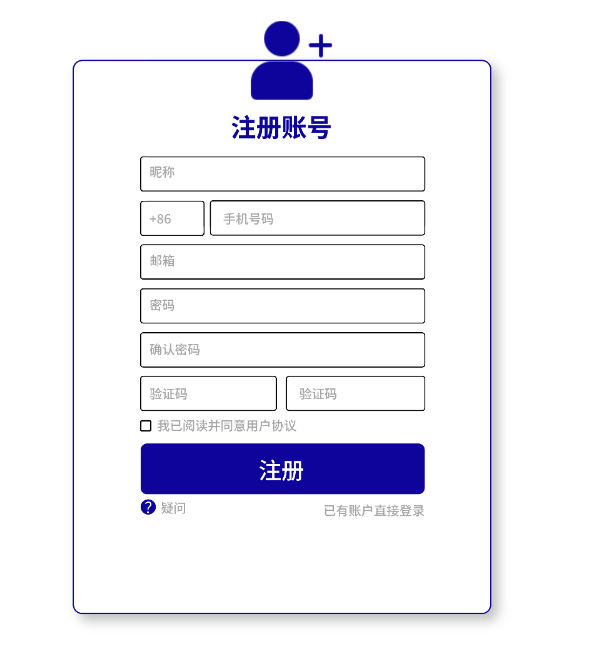 注册账号
昵称
+86 手机号码
邮箱
密码
确认密码
验证码 验证码
我已阅读并同意用户协议
注册
? 疑问 已有账户直接登录